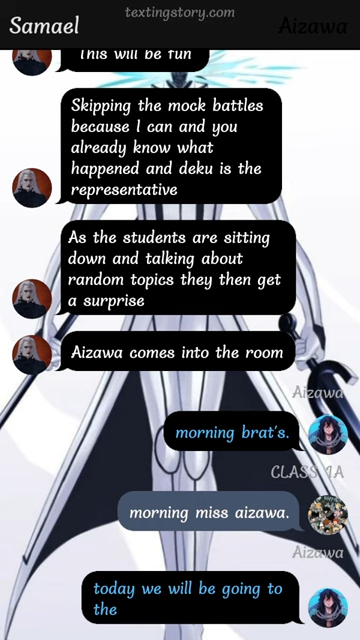 textingstory.com
Samael
Aizawa
This will be fun
Skipping the mock battles
because I can and you
already know what
happened and deku is the
representative
As the students are sitting
down and talking about
random topics they then get
a surprise
Aizawa comes into the room
Aizawa
morning brat's.
CLASS 1A
morning miss aizawa.
Aizawa
today we will be going to
the